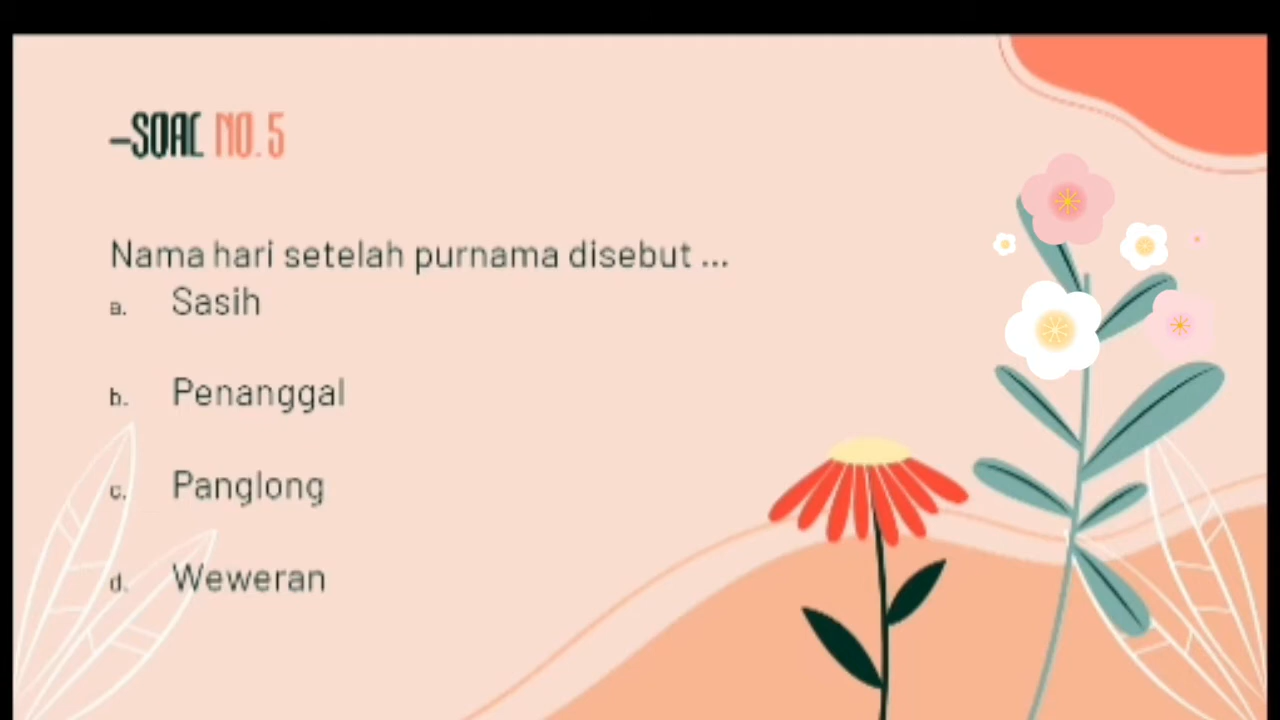 –SOAL NO. 5
Nama hari setelah purnama disebut ...
a. Sasih
b. Penanggal
c. Panglong
d. Weweran